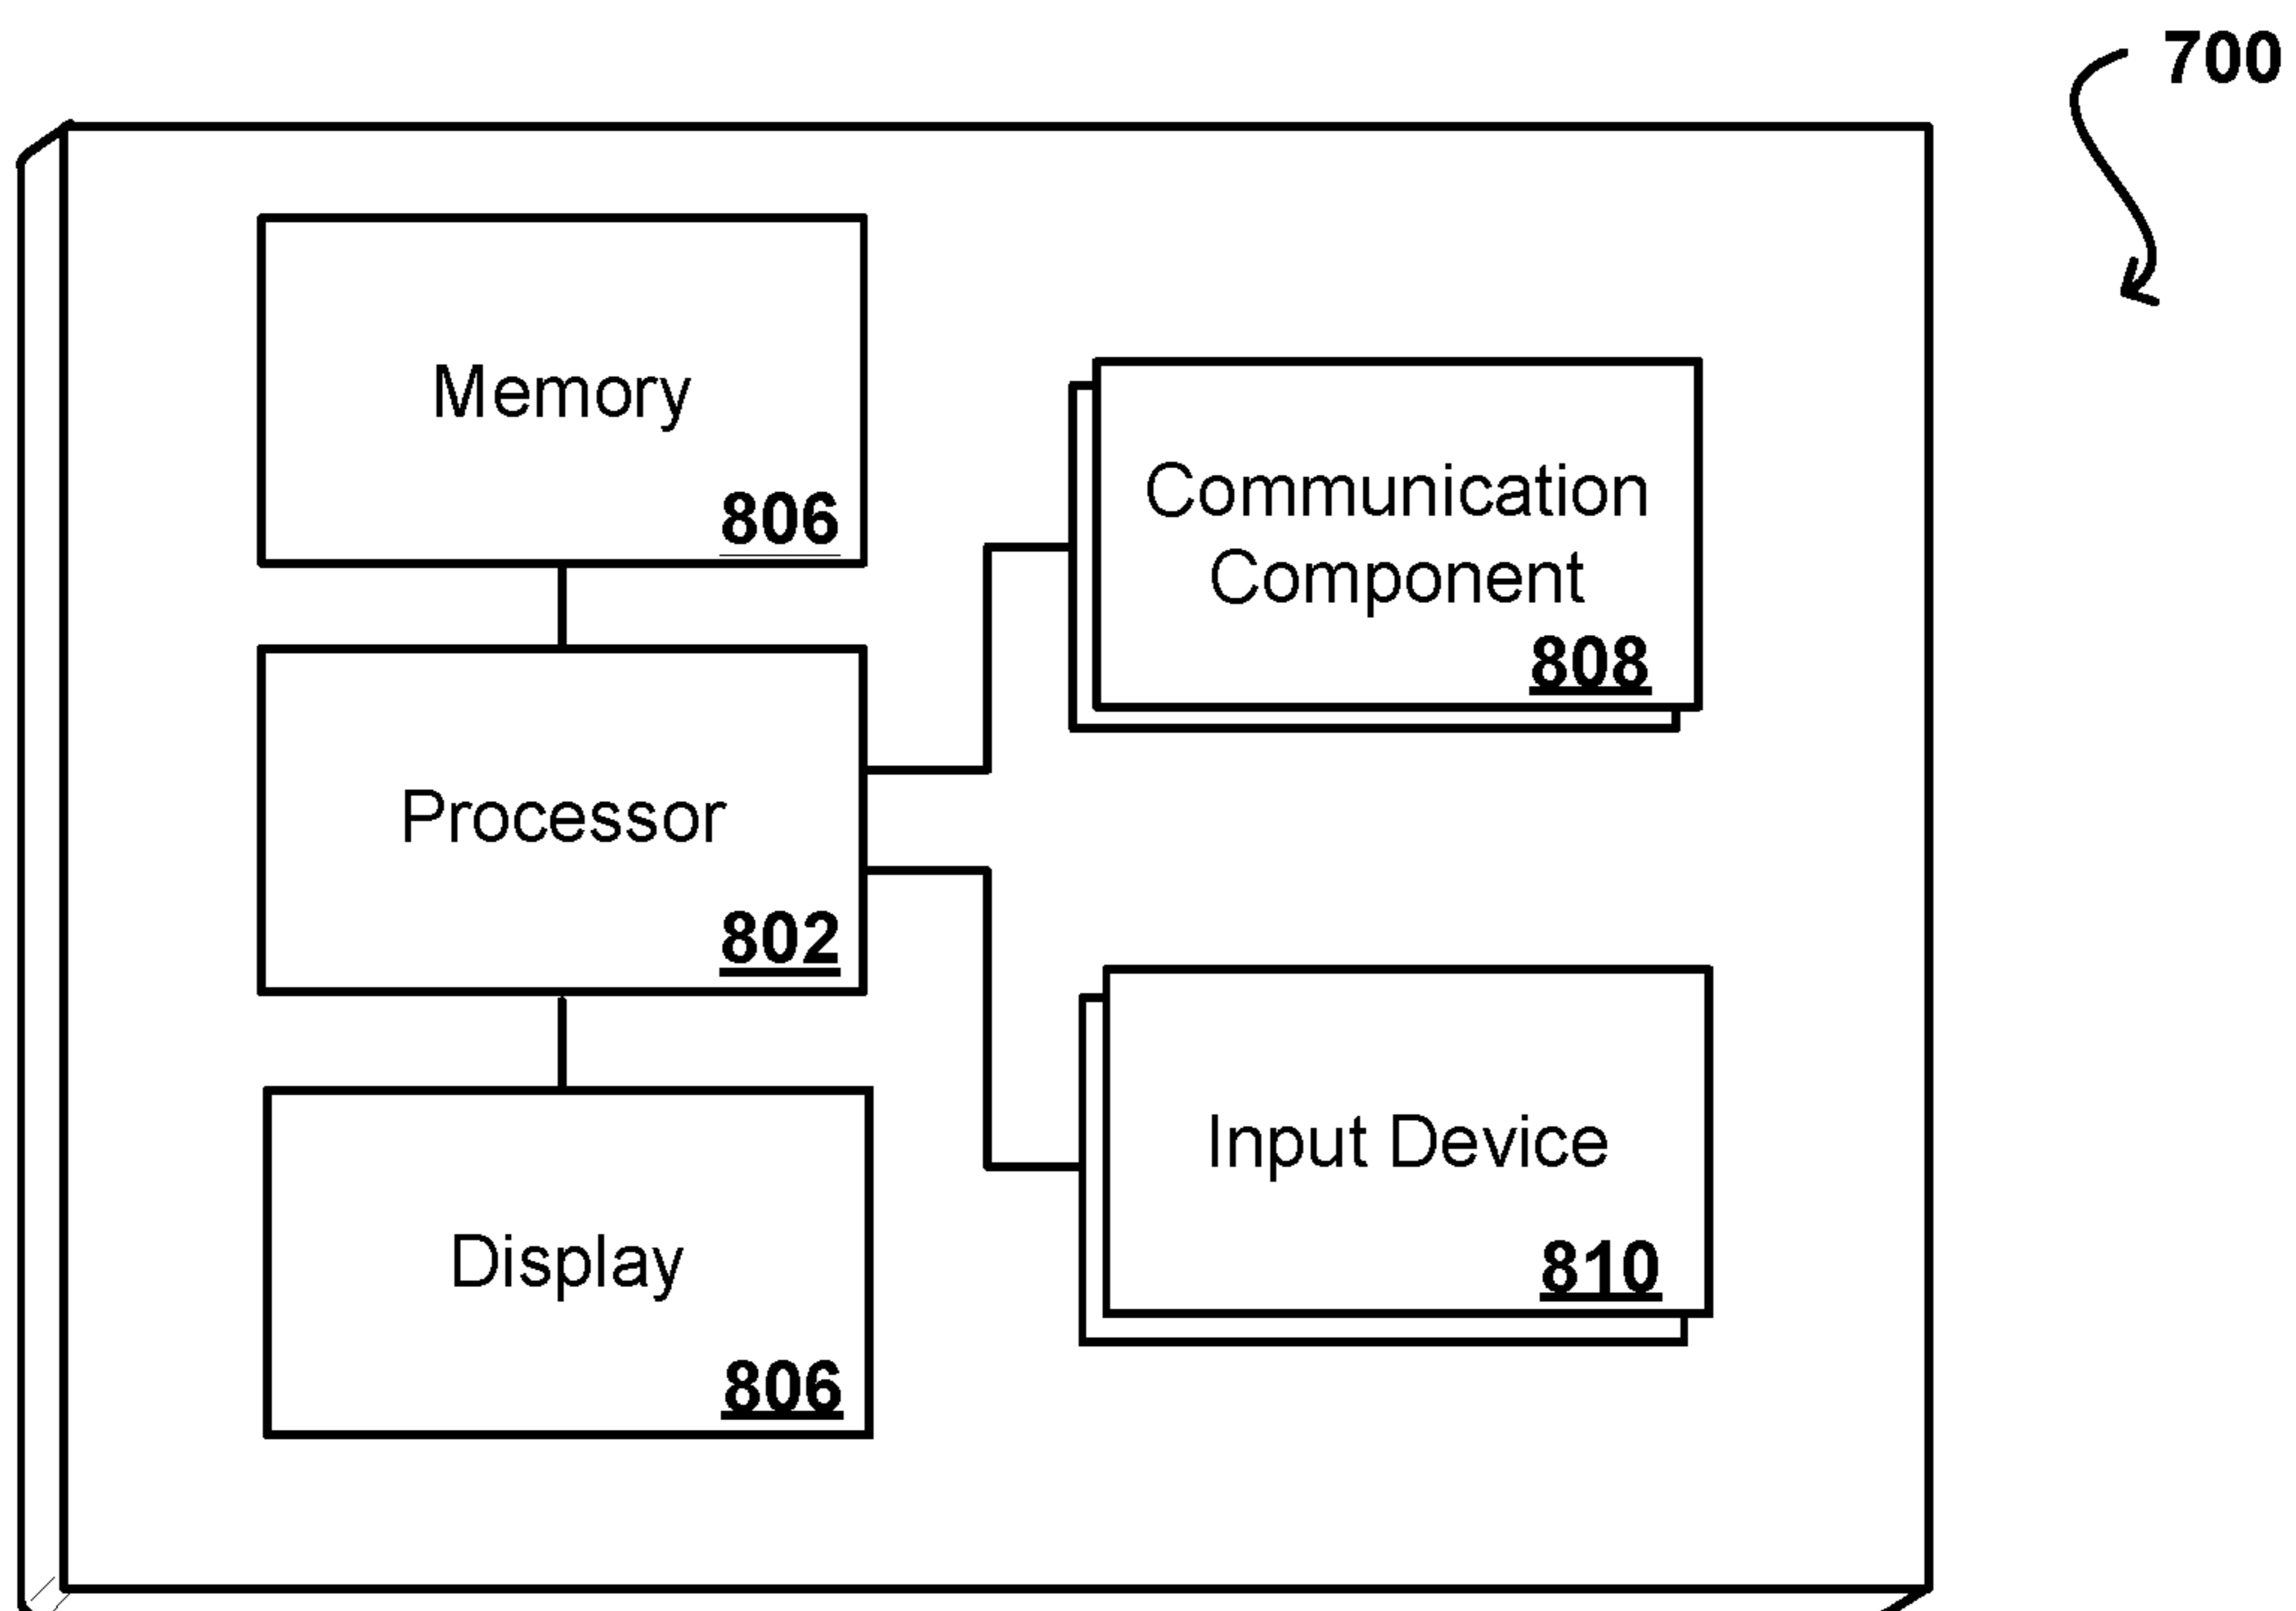 700
Memory
806
Communication
Component
808
Processor
802
Input Device
810
Display
806